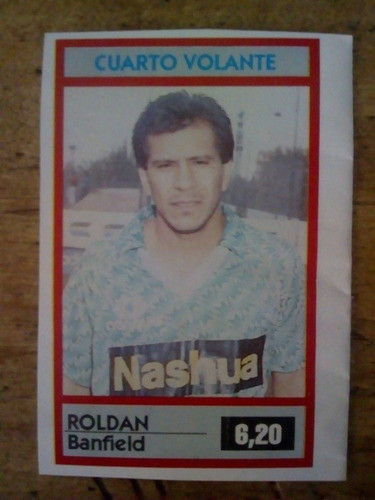 CUARTO VOLANTE
Nashua
ROLDAN
Banfield
6,20